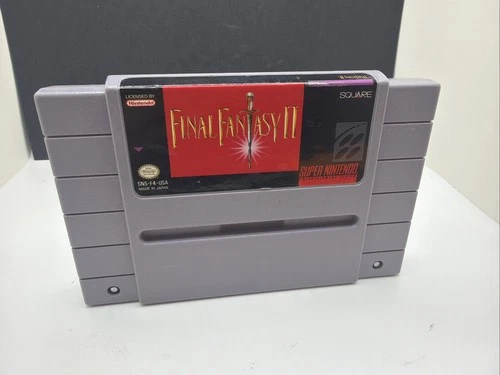 LICENSED BY
Nintendo
SQUARE
FINAL FANTASY II
SNS-F4-USA
MADE IN JAPAN
SUPER NINTENDO